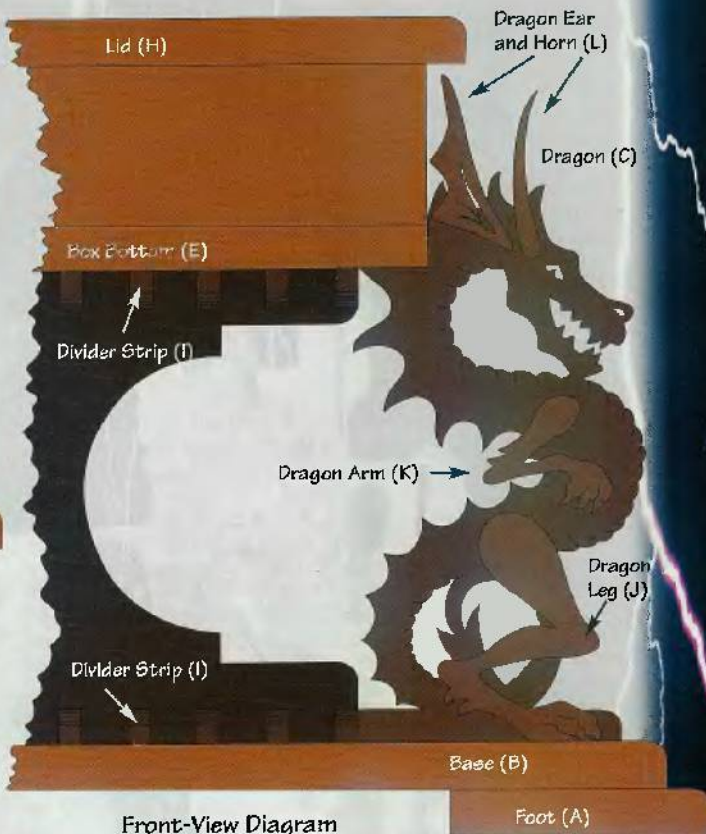 Dragon Ear
and Horn (L)
Lid (H)
Dragon (C)
Box Bottom (E)
Divider Strip (I)
Dragon Arm (K)
Dragon
Leg (J)
Divider Strip (I)
Base (B)
Front-View Diagram
Foot (A)